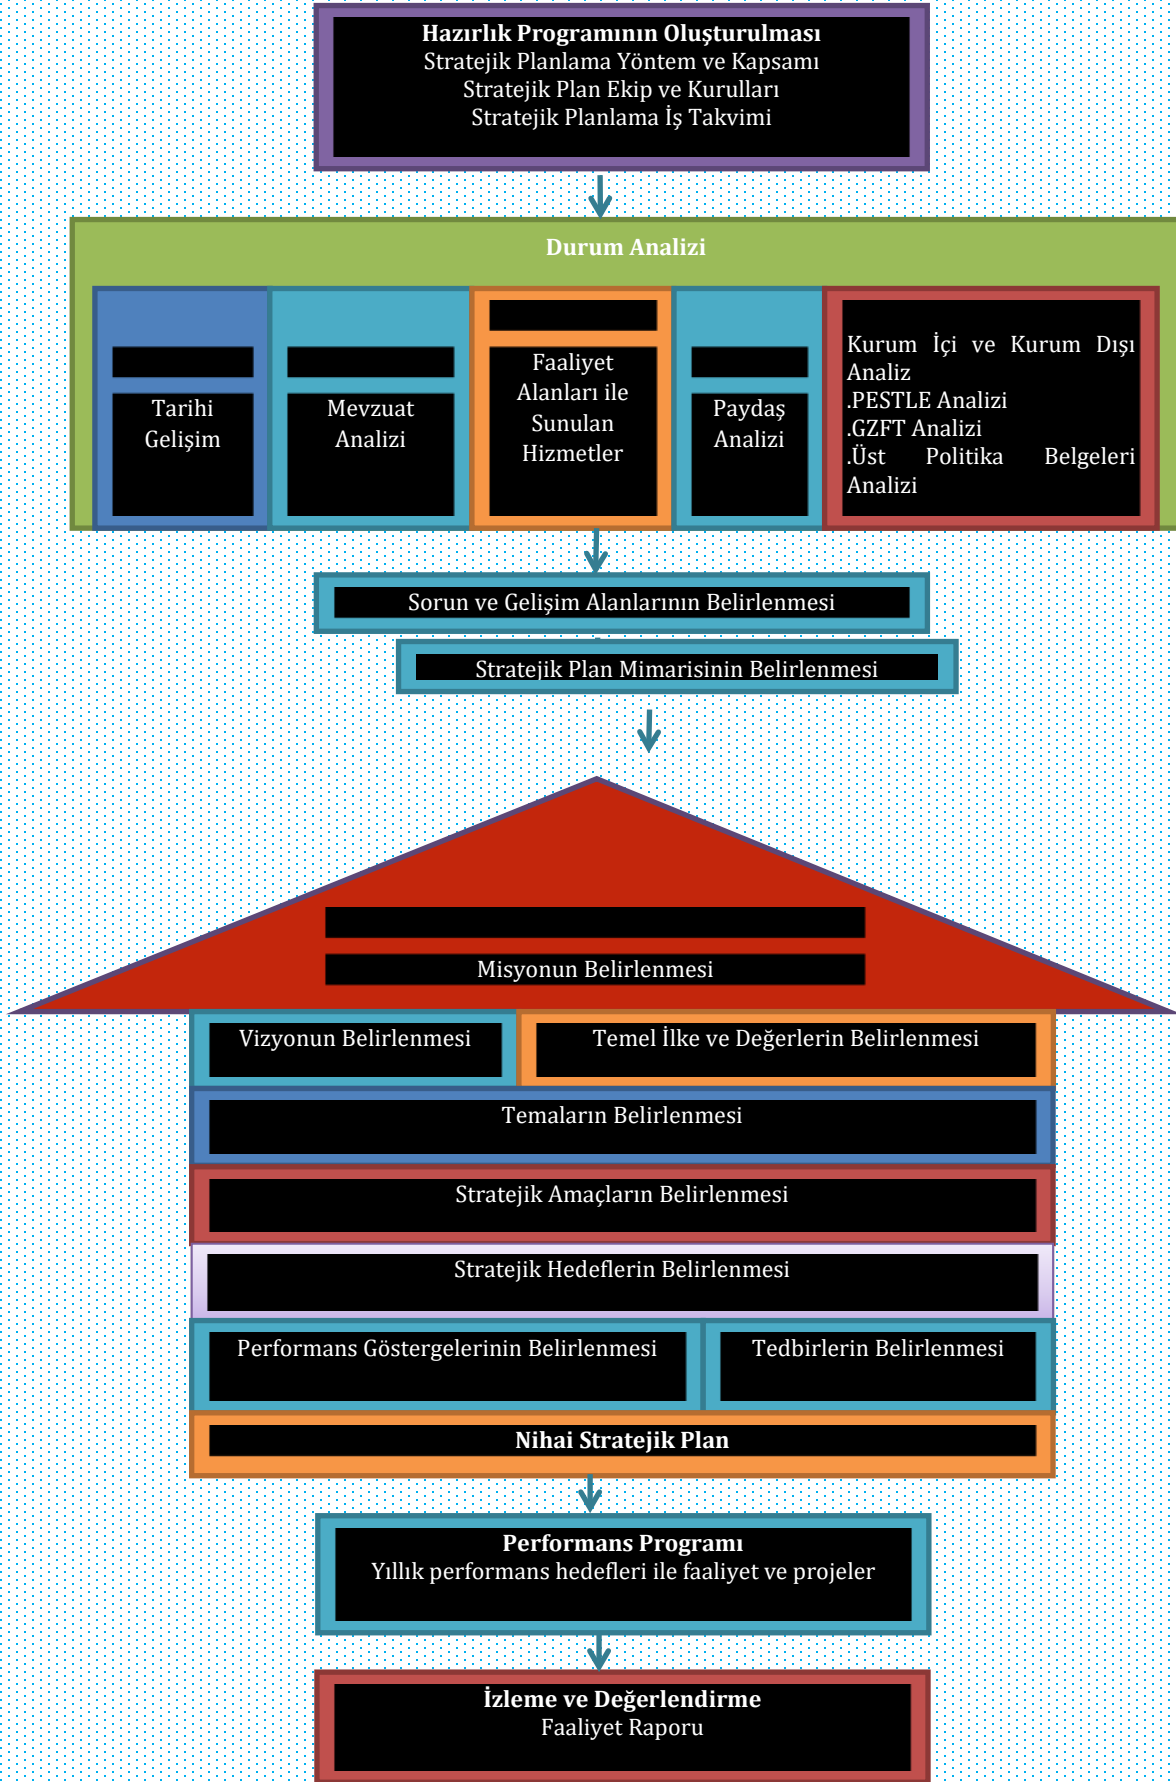 Hazırlık Programının Oluşturulması
Stratejik Planlama Yöntem ve Kapsamı
Stratejik Plan Ekip ve Kurulları
Stratejik Planlama İş Takvimi
Durum Analizi
Tarihi
Gelişim
Mevzuat
Analizi
Faaliyet
Alanları ile
Sunulan
Hizmetler
Paydaş
Analizi
Kurum İçi ve Kurum Dışı
Analiz
.PESTLE Analizi
.GZFT Analizi
.Üst Politika Belgeleri
Analizi
Sorun ve Gelişim Alanlarının Belirlenmesi
Stratejik Plan Mimarisinin Belirlenmesi
Misyonun Belirlenmesi
Vizyonun Belirlenmesi
Temel İlke ve Değerlerin Belirlenmesi
Temaların Belirlenmesi
Stratejik Amaçların Belirlenmesi
Stratejik Hedeflerin Belirlenmesi
Performans Göstergelerinin Belirlenmesi
Tedbirlerin Belirlenmesi
Nihai Stratejik Plan
Performans Programı
Yıllık performans hedefleri ile faaliyet ve projeler
İzleme ve Değerlendirme
Faaliyet Raporu